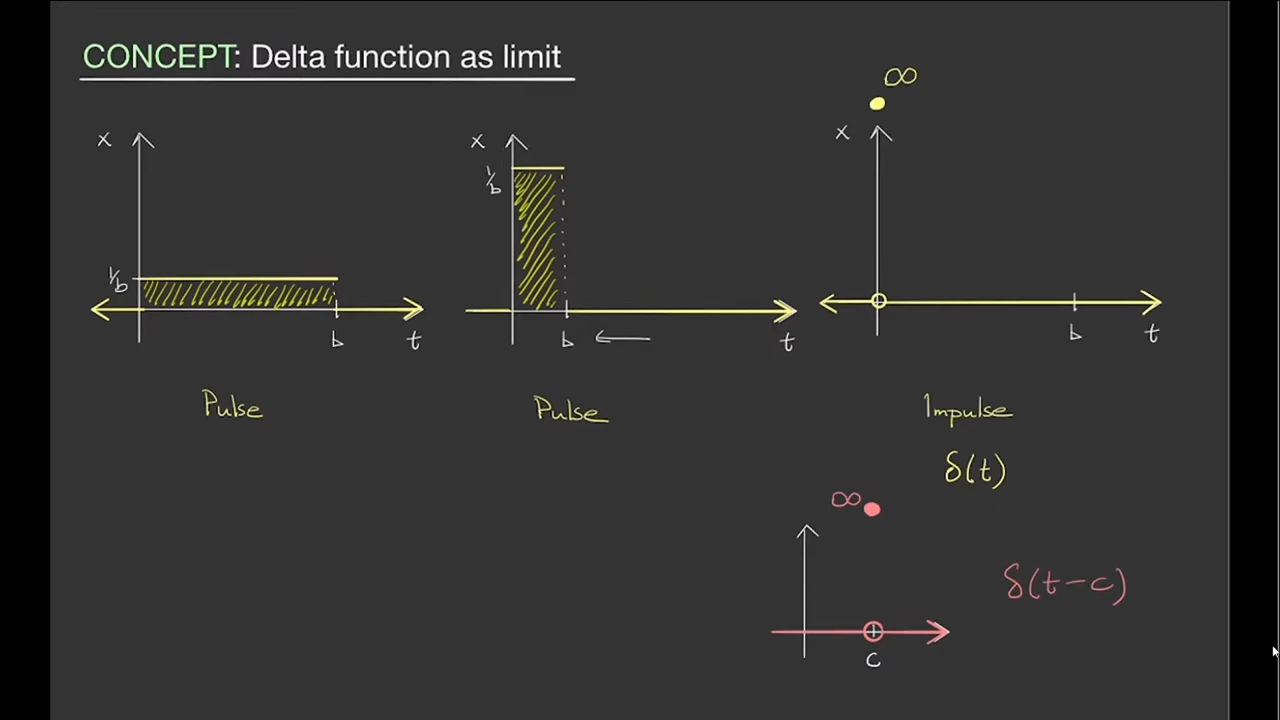 CONCEPT: Delta function as limit
x
1/b
b
t
Pulse
x
1/b
b
t
Pulse
∞
x
b
t
Impulse
δ(t)
∞
c
δ(t-c)